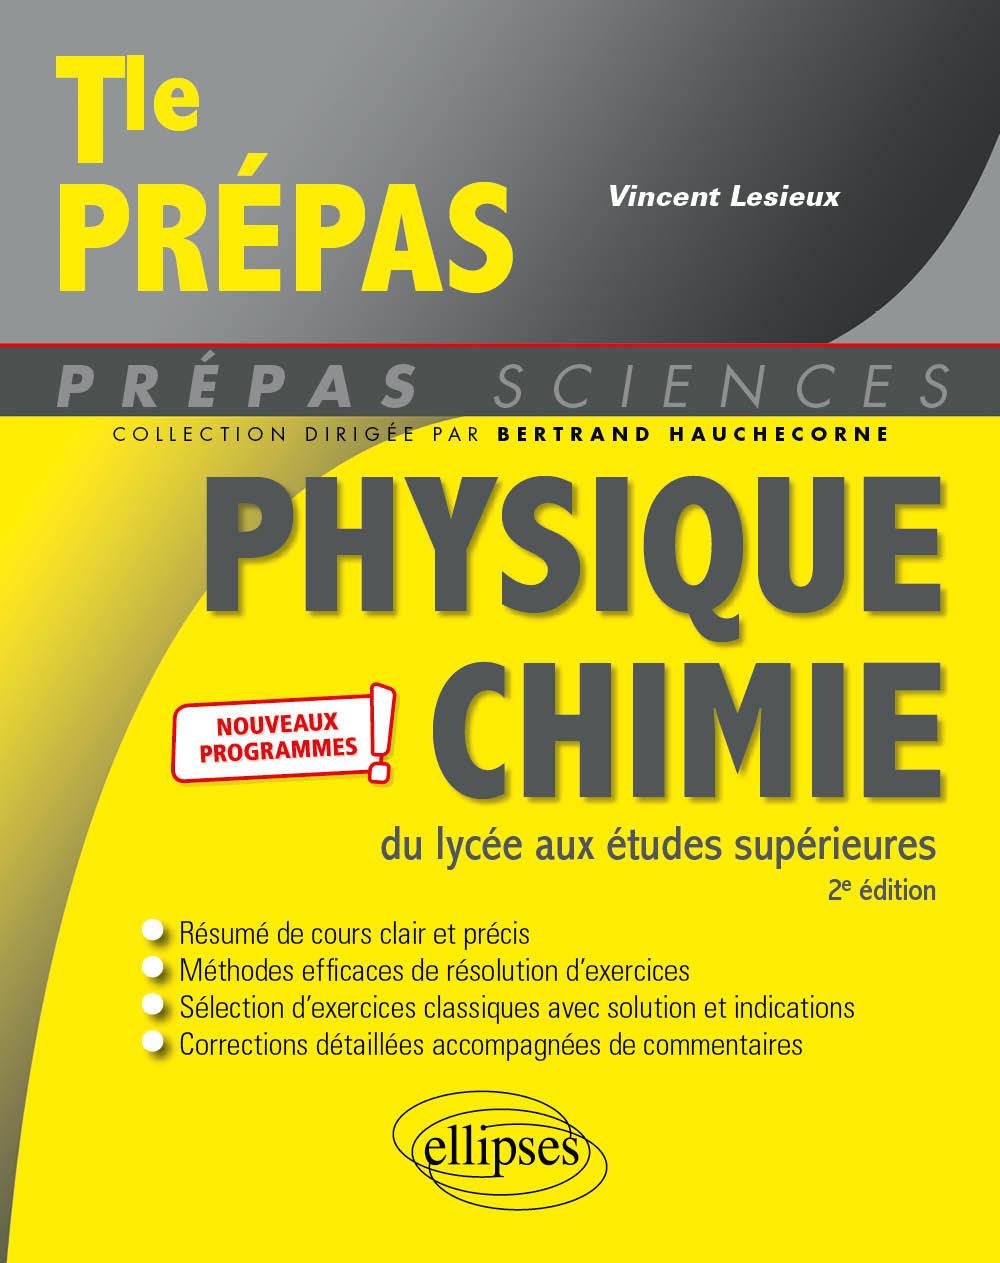 Tle
PRÉPAS
Vincent Lesieux
PRÉPAS SCIENCES
COLLECTION DIRIGÉE PAR BERTRAND HAUCHECORNE
PHYSIQUE
CHIMIE
NOUVEAUX
PROGRAMMES
du lycée aux études supérieures
2e édition
Résumé de cours clair et précis
Méthodes efficaces de résolution d’exercices
Sélection d’exercices classiques avec solution et indications
Corrections détaillées accompagnées de commentaires
ellipses